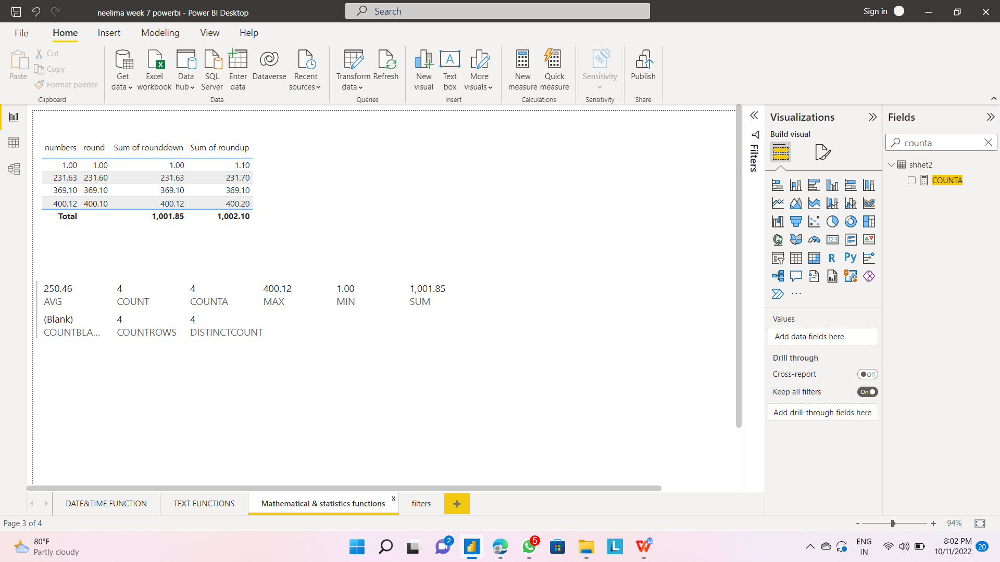 neelima week 7 powerbi - Power BI Desktop
Search
Sign in
File Home Insert Modeling View Help
Paste
Cut
Copy
Format painter
Clipboard
Get data
Excel workbook
Data hub
SQL Server
Enter data
Dataverse
Recent sources
Data
Transform data
Refresh
Queries
New visual
Text box
More visuals
Insert
New measure
Quick measure
Calculations
Sensitivity
Sensitivity
Publish
Share
numbers round Sum of rounddown Sum of roundup
1.00 1.00 1.00 1.10
231.63 231.60 231.63 231.70
369.10 369.10 369.10 369.10
400.12 400.10 400.12 400.20
Total 1,001.85 1,002.10
250.46 4 4 400.12 1.00 1,001.85
AVG COUNT COUNTA MAX MIN SUM
(Blank) 4 4
COUNTBLA... COUNTROWS DISTINCTCOUNT
Filters
Visualizations
Build visual
123
R Py
...
Values
Add data fields here
Drill through
Cross-report Off
Keep all filters On
Add drill-through fields here
Fields
counta
shhet2
COUNTA
DATE&TIME FUNCTION TEXT FUNCTIONS Mathematical & statistics functions x filters +
Page 3 of 4
- + 94%
80°F
Partly cloudy
2
5
L
W
ENG
IN
8:02 PM
10/11/2022
20